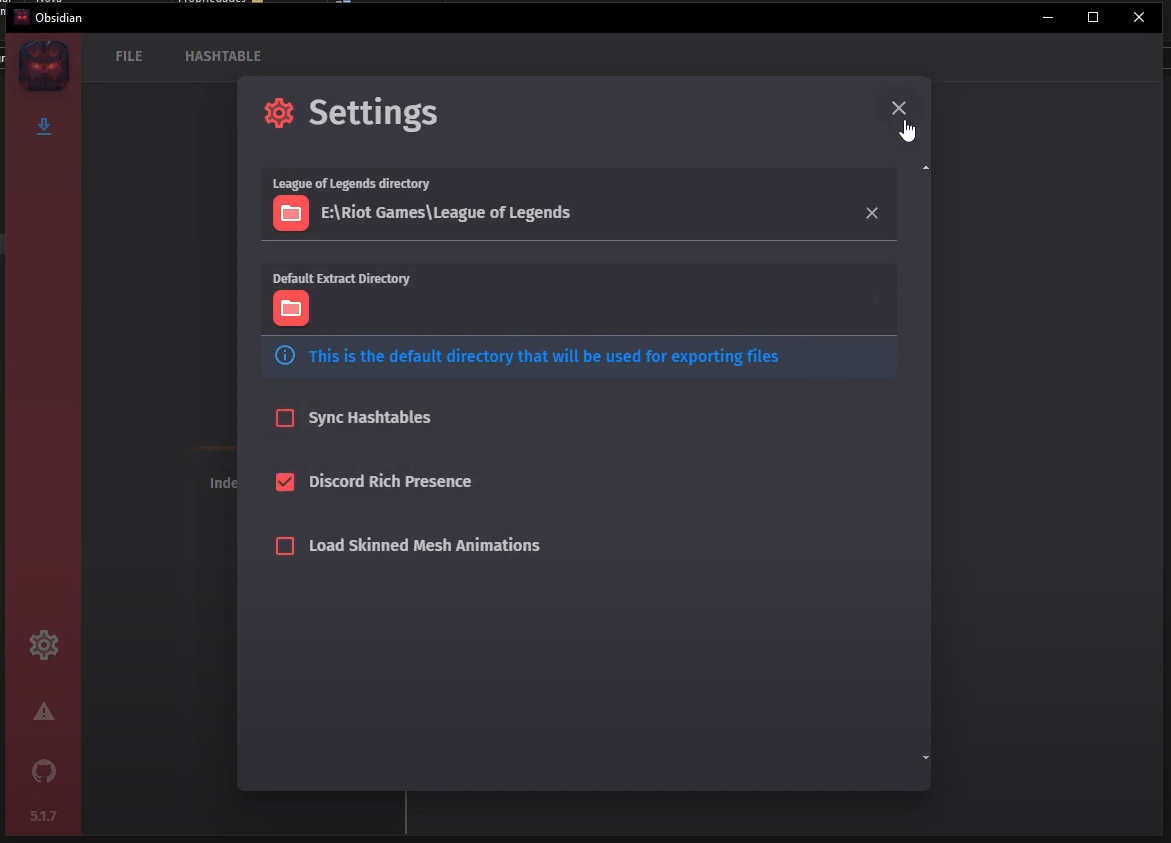 Obsidian
FILE
HASHTABLE
Settings
League of Legends directory
E:\Riot Games\League of Legends
Default Extract Directory
This is the default directory that will be used for exporting files
Sync Hashtables
Inde
Discord Rich Presence
Load Skinned Mesh Animations
5.1.7